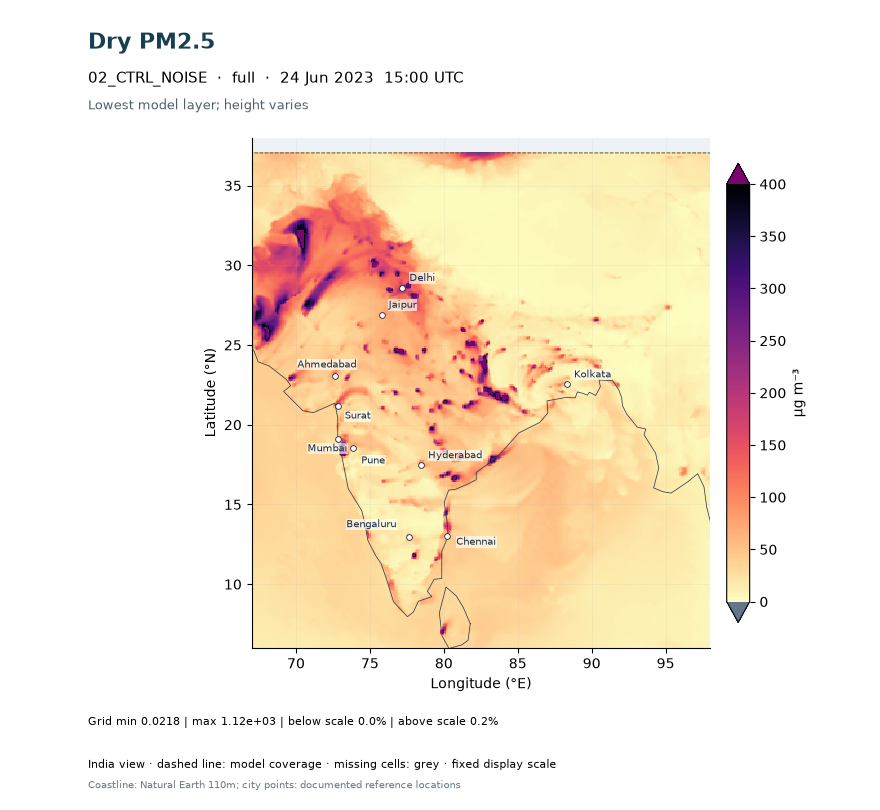 Dry PM2.5
02_CTRL_NOISE · full · 24 Jun 2023 15:00 UTC
Lowest model layer; height varies
35
30
25
20
15
10
Latitude (°N)
Delhi
Jaipur
Ahmedabad
Kolkata
Surat
Mumbai
Pune
Hyderabad
Bengaluru
Chennai
70
75
80
85
90
95
Longitude (°E)
400
350
300
250
200
150
100
50
0
µg m⁻³
Grid min 0.0218 | max 1.12e+03 | below scale 0.0% | above scale 0.2%
India view · dashed line: model coverage · missing cells: grey · fixed display scale
Coastline: Natural Earth 110m; city points: documented reference locations